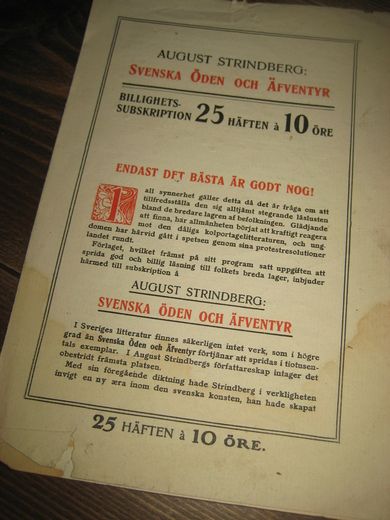 AUGUST STRINDBERG:
SVENSKA ÖDEN OCH ÄFVENTYR
BILLIGHETS-
SUBSKRIPTION 25 HÄFTEN à 10 ÖRE
ENDAST DET BÄSTA ÄR GODT NOG!
I all synnerhet gäller detta då det är fråga om att
tillfredsställa den sig alltjämt stegrande läslusten
bland de bredare lagren af befolkningen. Glädjande
att finna, har allmänheten börjat att kraftigt reagera
mot den dåliga kolportagelitteraturen, och ung-
domen har härvid gått i spetsen genom sina protestresolutioner
landet rundt.
Förlaget, hvilket främst på sitt program satt uppgiften att
sprida god och billig läsning till folkets breda lager, inbjuder
härmed till subskription å
AUGUST STRINDBERG:
SVENSKA ÖDEN OCH ÄFVENTYR
I Sveriges litteratur finnes säkerligen intet verk, som i högre
grad än Svenska Öden och Äfventyr förtjänar att spridas i tiotusen-
tals exemplar. I August Strindbergs författareskap intager det
obestridt främsta platsen.
Med sin föregående diktning hade Strindberg i verkligheten
invigt en ny æra inom den svenska konsten, han hade skapat
25 HÄFTEN à 10 ÖRE.